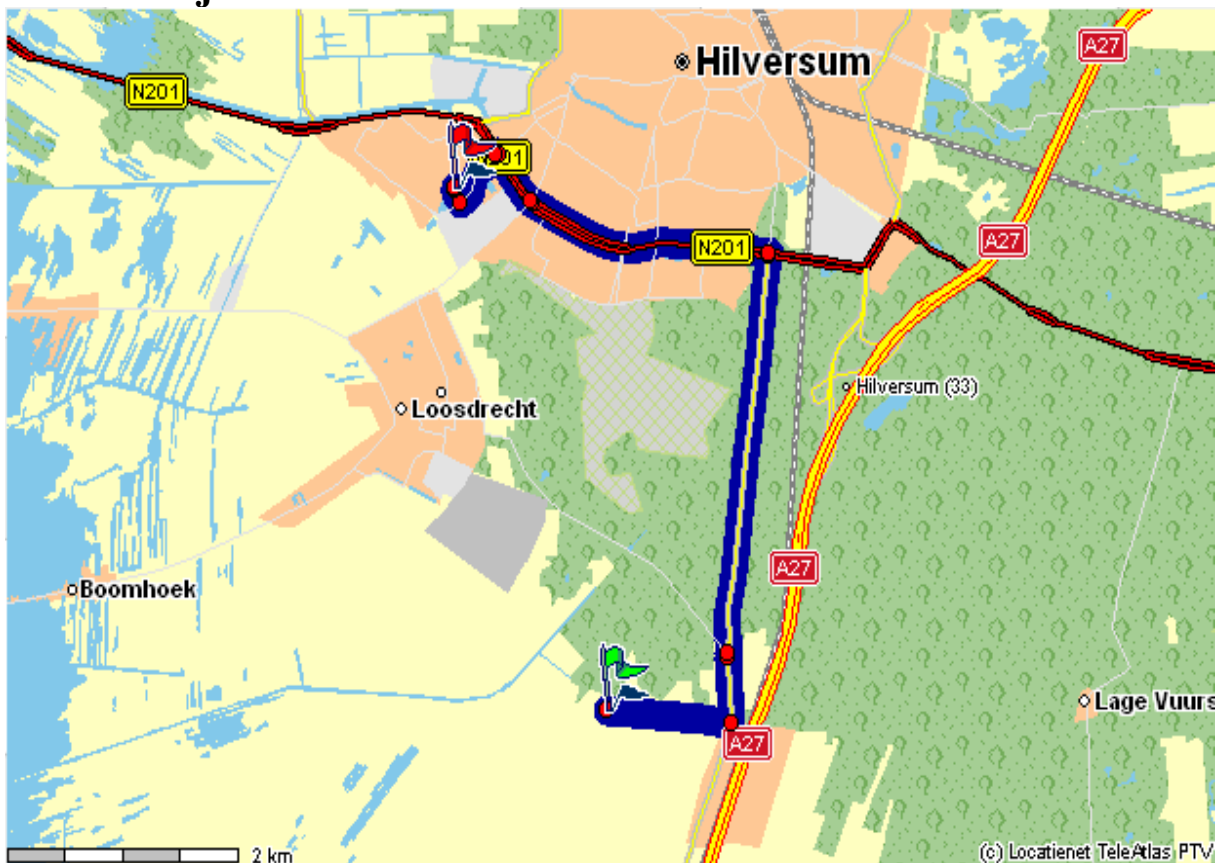 A27
Hilversum
N201
N201
A27
N201
Hilversum (33)
Loosdrecht
A27
Boomhoek
Lage Vuurs
A27
2 km
(c) Locatienet TeleAtlas PTV